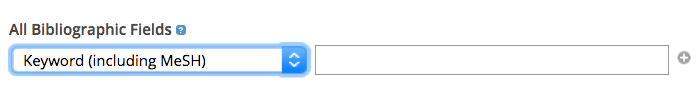 All Bibliographic Fields ?
Keyword (including MeSH)